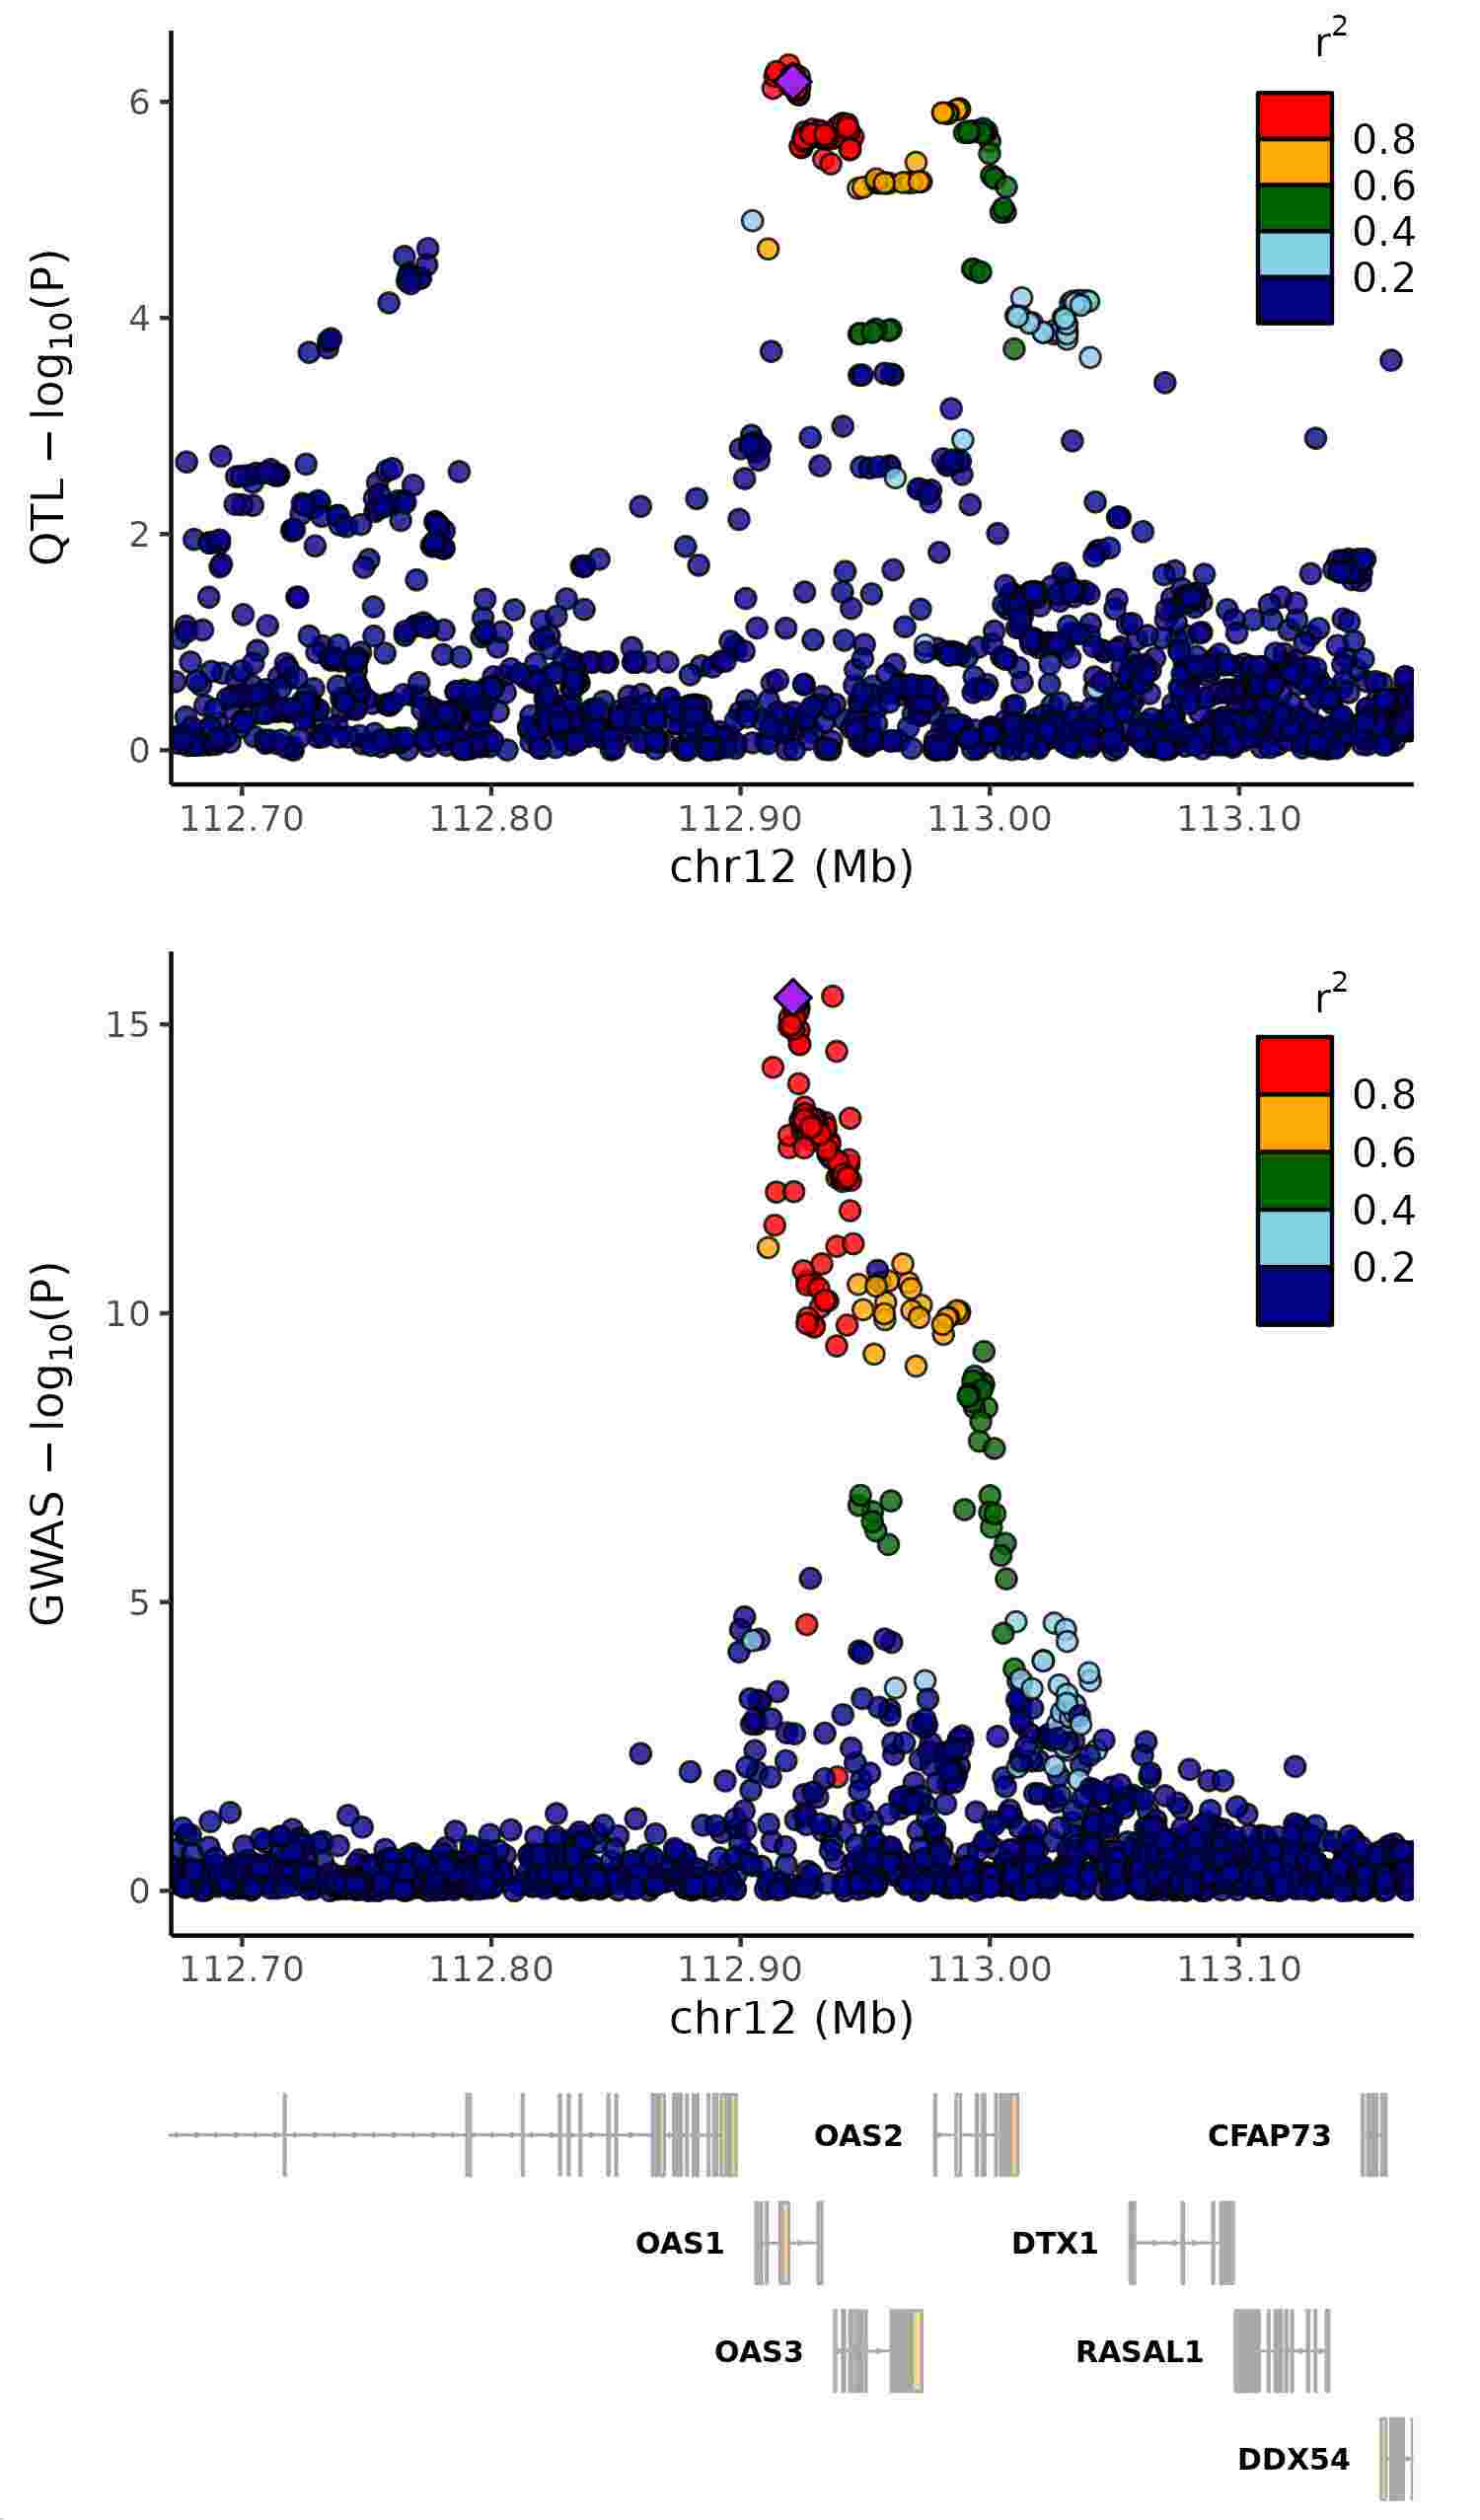 r²
6
0.8
0.6
0.4
0.2
4
2
0
QTL − log₁₀(P)
112.70 112.80 112.90 113.00 113.10
chr12 (Mb)
r²
15
0.8
0.6
0.4
0.2
10
5
0
GWAS − log₁₀(P)
112.70 112.80 112.90 113.00 113.10
chr12 (Mb)
OAS2 CFAP73
OAS1 DTX1
OAS3 RASAL1
DDX54